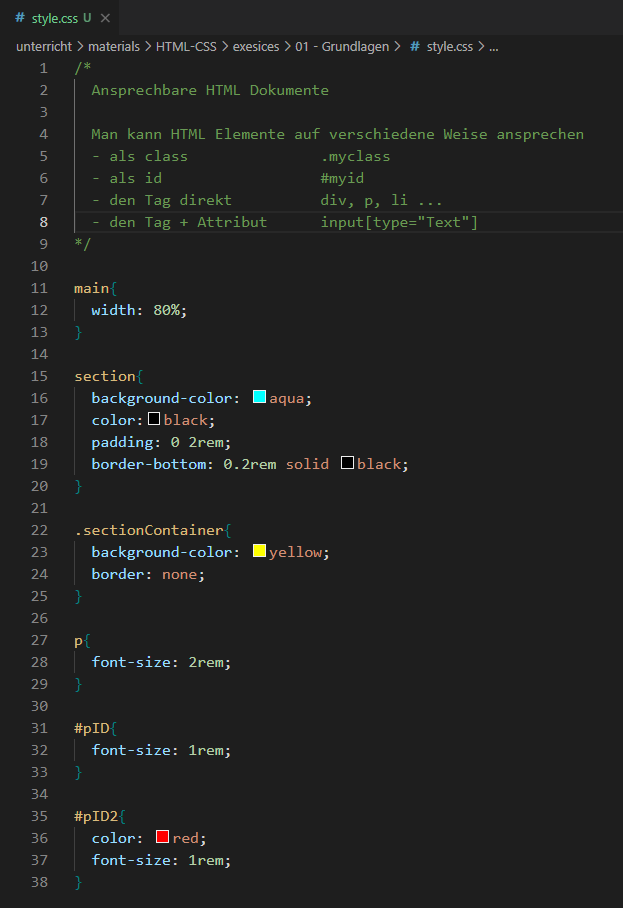 # style.css U ×
unterricht > materials > HTML-CSS > exesices > 01 - Grundlagen > # style.css > ...
1 /*
2   Ansprechbare HTML Dokumente
3
4   Man kann HTML Elemente auf verschiedene Weise ansprechen
5   - als class               .myclass
6   - als id                  #myid
7   - den Tag direkt          div, p, li ...
8   - den Tag + Attribut      input[type="Text"]
9 */
10
11 main{
12   width: 80%;
13 }
14
15 section{
16   background-color: aqua;
17   color: black;
18   padding: 0 2rem;
19   border-bottom: 0.2rem solid black;
20 }
21
22 .sectionContainer{
23   background-color: yellow;
24   border: none;
25 }
26
27 p{
28   font-size: 2rem;
29 }
30
31 #pID{
32   font-size: 1rem;
33 }
34
35 #pID2{
36   color: red;
37   font-size: 1rem;
38 }